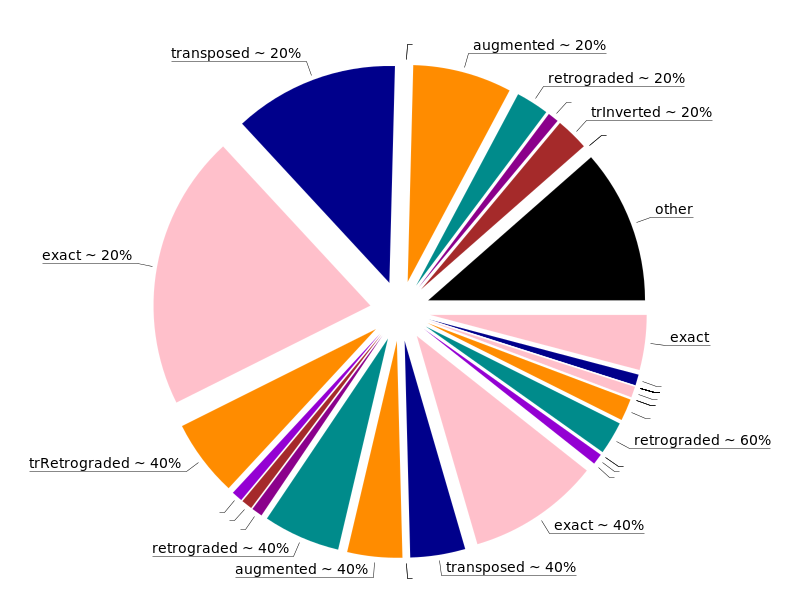 augmented ~ 20%
transposed ~ 20%
retrograded ~ 20%
trInverted ~ 20%
other
exact ~ 20%
exact
retrograded ~ 60%
trRetrograded ~ 40%
exact ~ 40%
retrograded ~ 40%
transposed ~ 40%
augmented ~ 40%